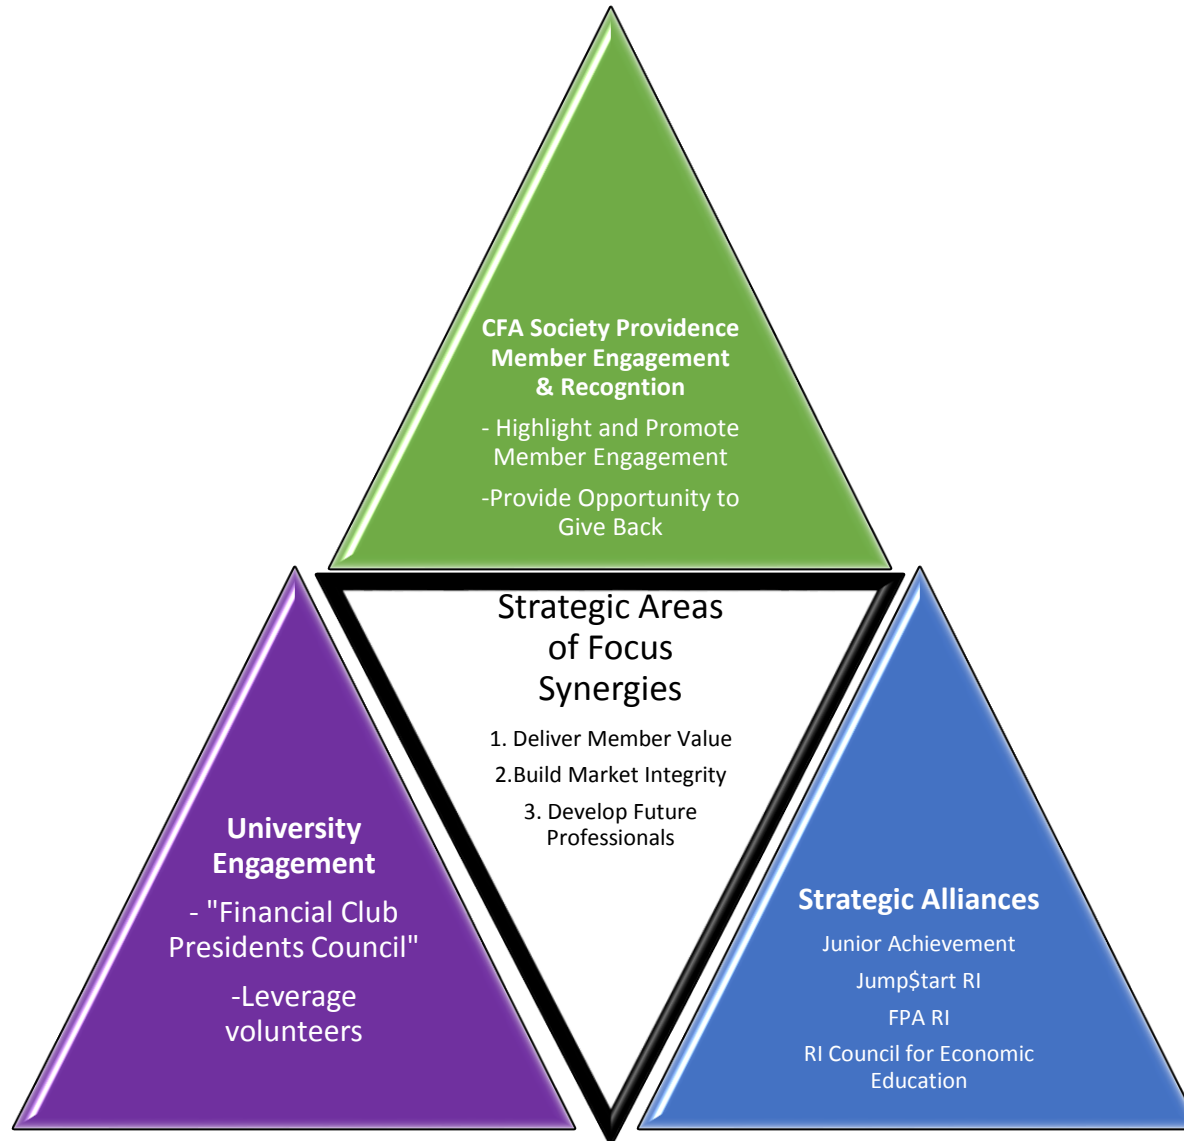 CFA Society Providence
Member Engagement
& Recogntion
- Highlight and Promote
Member Engagement
-Provide Opportunity to
Give Back
Strategic Areas
of Focus
Synergies
1. Deliver Member Value
2.Build Market Integrity
3. Develop Future
Professionals
University
Engagement
- "Financial Club
Presidents Council"
-Leverage
volunteers
Strategic Alliances
Junior Achievement
Jump$tart RI
FPA RI
RI Council for Economic
Education